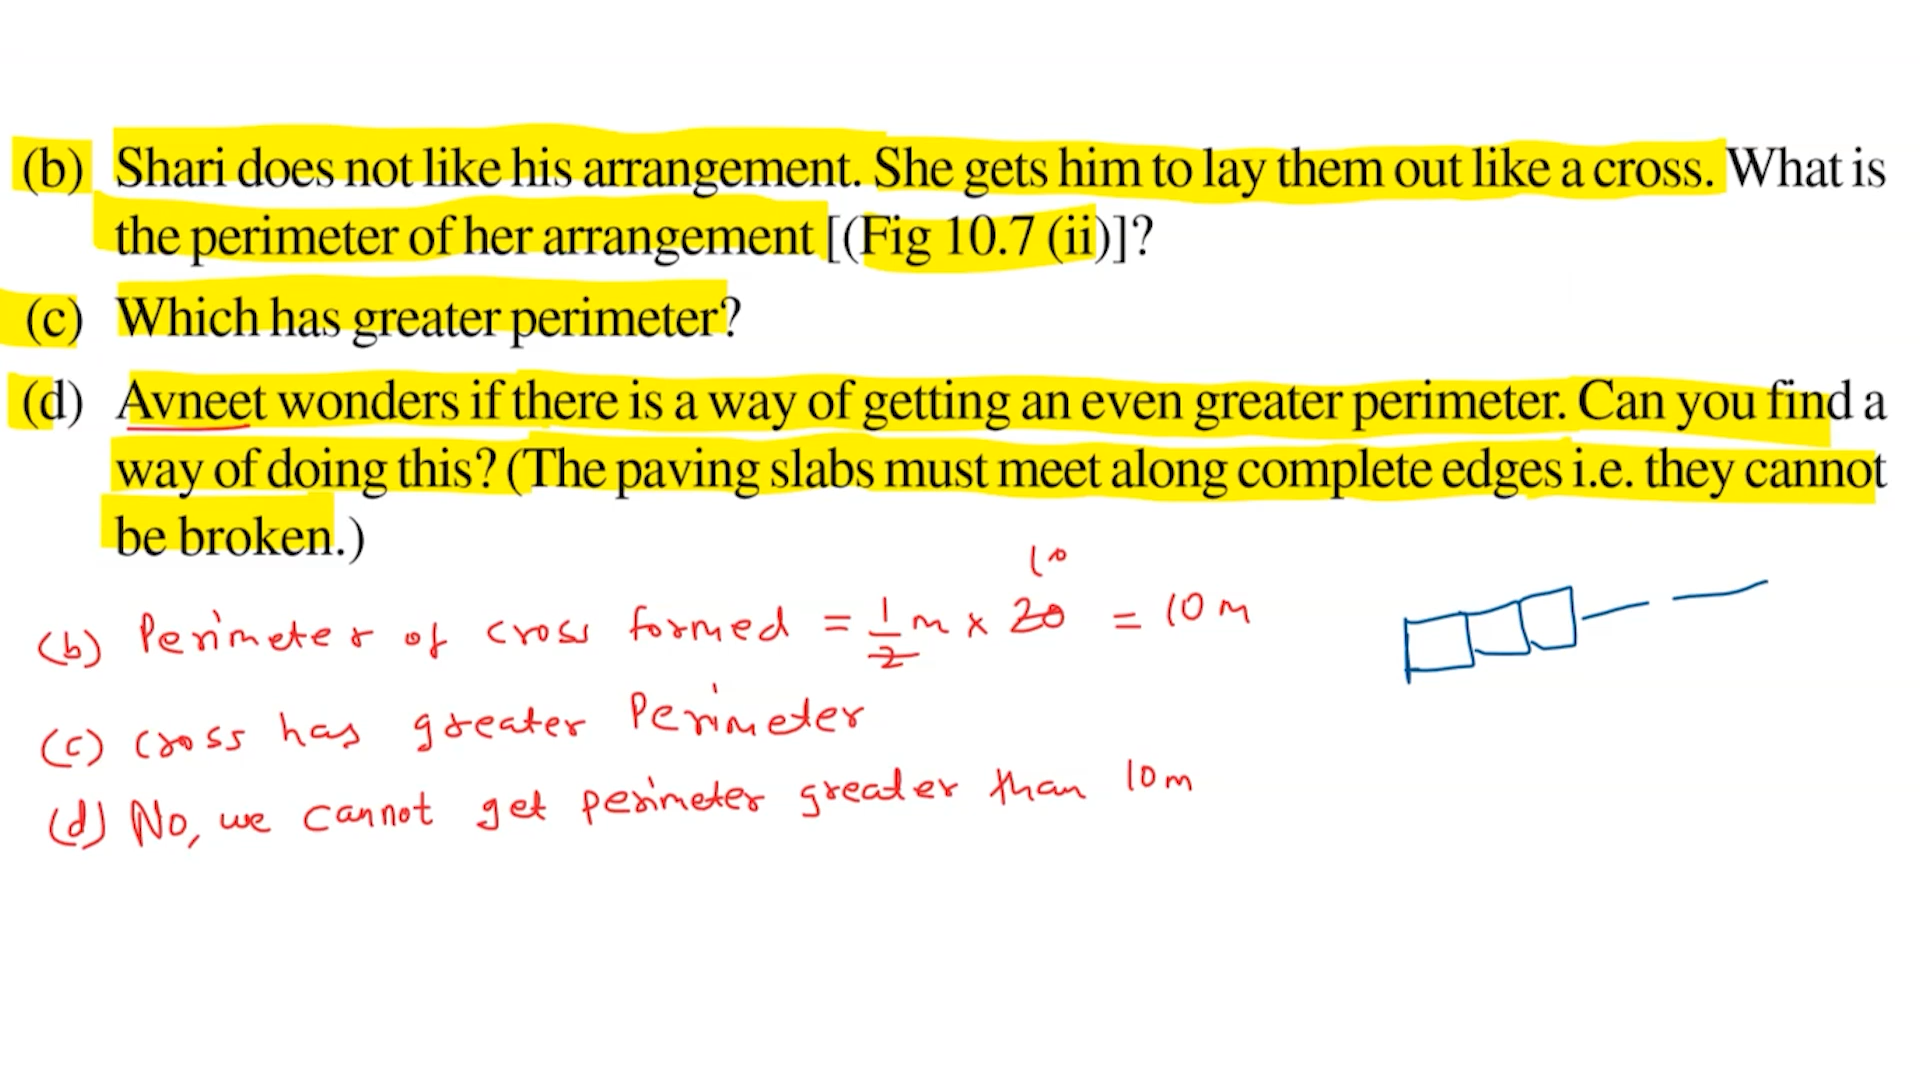 (b) Shari does not like his arrangement. She gets him to lay them out like a cross. What is
the perimeter of her arrangement [(Fig 10.7 (ii)]?
(c) Which has greater perimeter?
(d) Avneet wonders if there is a way of getting an even greater perimeter. Can you find a
way of doing this? (The paving slabs must meet along complete edges i.e. they cannot
be broken.)
10
(b) Perimeter of cross formed = 1/2 m x 20 = 10 m
(c) cross has greater Perimeter
(d) No, we cannot get perimeter greater than 10m